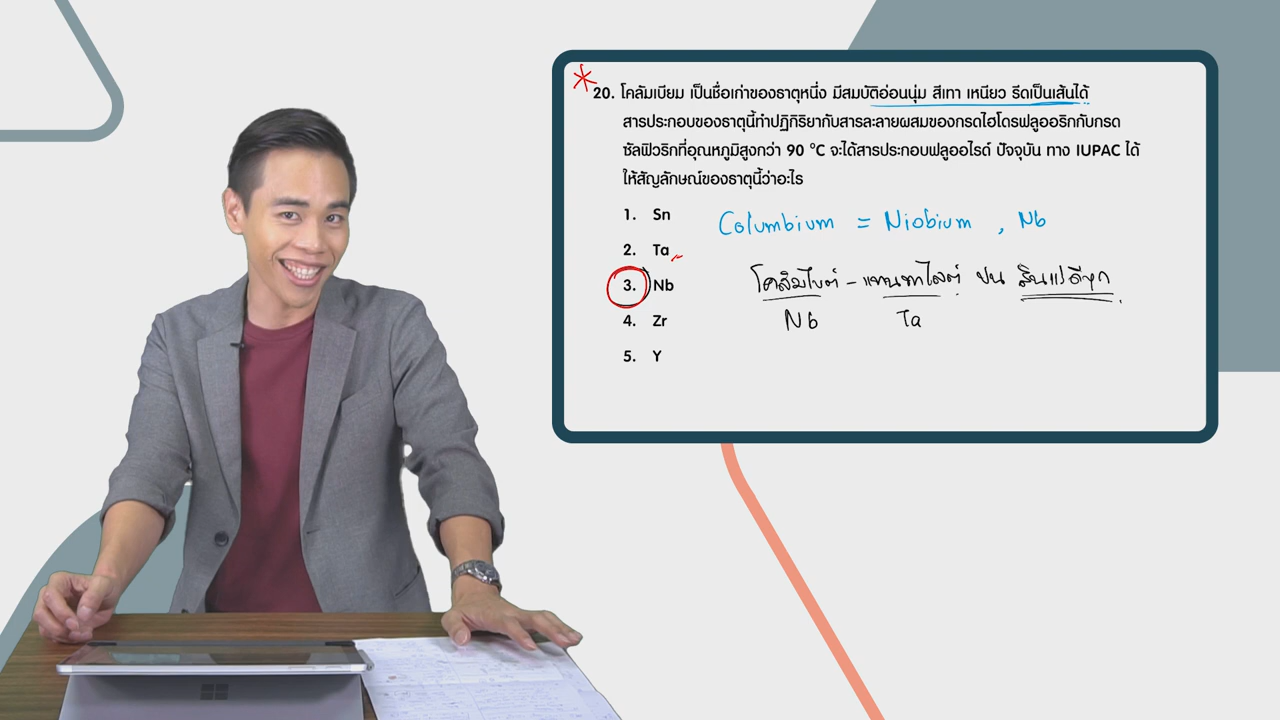 20. โคลัมเบียม เป็นชื่อเก่าของธาตุหนึ่ง มีสมบัติอ่อนนุ่ม สีเทา เหนียว รีดเป็นเส้นได้
สารประกอบของธาตุนี้ทำปฏิกิริยากับสารละลายผสมของกรดไฮโดรฟลูออริกกับกรด
ซัลฟิวริกที่อุณหภูมิสูงกว่า 90 °C จะได้สารประกอบฟลูออไรด์ ปัจจุบัน ทาง IUPAC ได้
ให้สัญลักษณ์ของธาตุนี้ว่าอะไร
1. Sn
Columbium = Niobium , Nb
2. Ta
3. Nb
โคลัมไบต์ - แทนทาไลต์ ปน
Nb Ta
4. Zr
5. Y